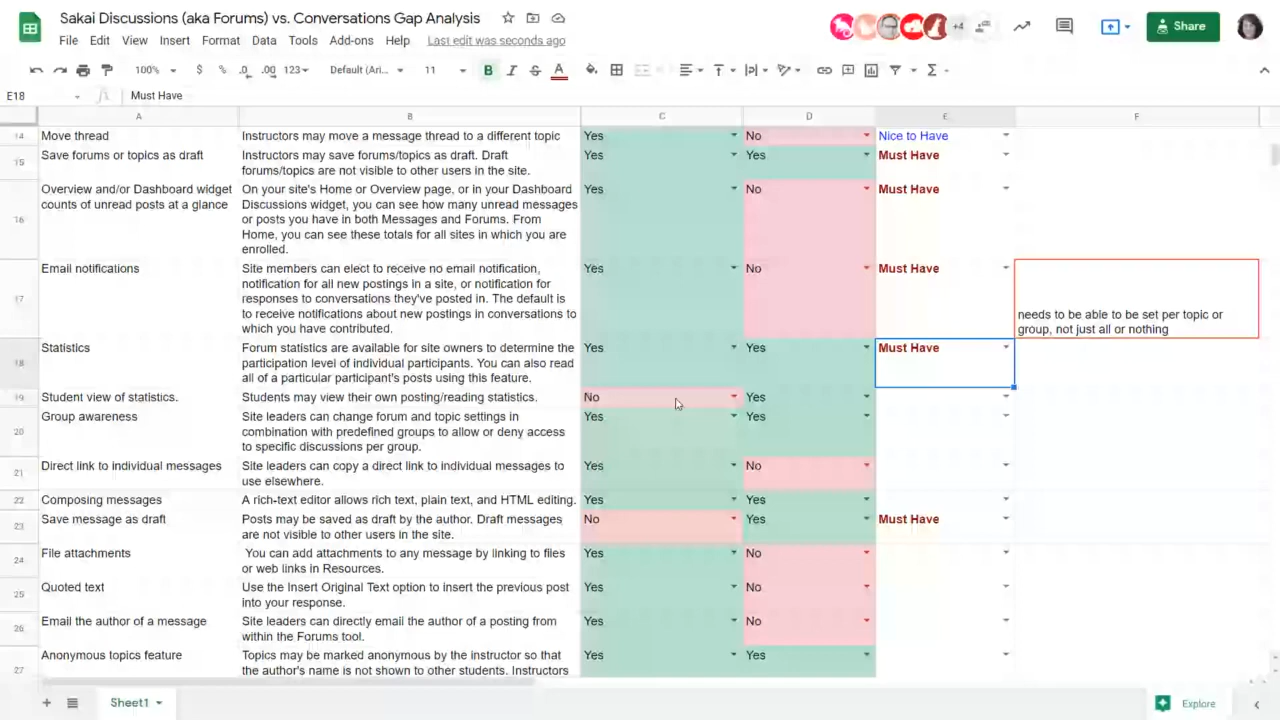 Sakai Discussions (aka Forums) vs. Conversations Gap Analysis
+4
Share
File Edit View Insert Format Data Tools Add-ons Help Last edit was seconds ago
100% $ % .0 .00 123 Default (Ari... 11 B I S A Σ
E18 fx Must Have
A B C D E F
14 Move thread Instructors may move a message thread to a different topic Yes No Nice to Have
15 Save forums or topics as draft Instructors may save forums/topics as draft. Draft Yes Yes Must Have
forums/topics are not visible to other users in the site.
16 Overview and/or Dashboard widget On your site's Home or Overview page, or in your Dashboard Yes No Must Have
counts of unread posts at a glance Discussions widget, you can see how many unread messages
or posts you have in both Messages and Forums. From
Home, you can see these totals for all sites in which you are
enrolled.
17 Email notifications Site members can elect to receive no email notification, Yes No Must Have
notification for all new postings in a site, or notification for
responses to conversations they've posted in. The default is
to receive notifications about new postings in conversations to needs to be able to be set per topic or
which you have contributed. group, not just all or nothing
18 Statistics Forum statistics are available for site owners to determine the Yes Yes Must Have
participation level of individual participants. You can also read
all of a particular participant's posts using this feature.
19 Student view of statistics. Students may view their own posting/reading statistics. No Yes
20 Group awareness Site leaders can change forum and topic settings in Yes Yes
combination with predefined groups to allow or deny access
to specific discussions per group.
21 Direct link to individual messages Site leaders can copy a direct link to individual messages to Yes No
use elsewhere.
22 Composing messages A rich-text editor allows rich text, plain text, and HTML editing. Yes Yes
23 Save message as draft Posts may be saved as draft by the author. Draft messages No Yes Must Have
are not visible to other users in the site.
24 File attachments You can add attachments to any message by linking to files Yes No
or web links in Resources.
25 Quoted text Use the Insert Original Text option to insert the previous post Yes No
into your response.
26 Email the author of a message Site leaders can directly email the author of a posting from Yes No
within the Forums tool.
27 Anonymous topics feature Topics may be marked anonymous by the instructor so that Yes Yes
the author's name is not shown to other students. Instructors
Sheet1 Explore